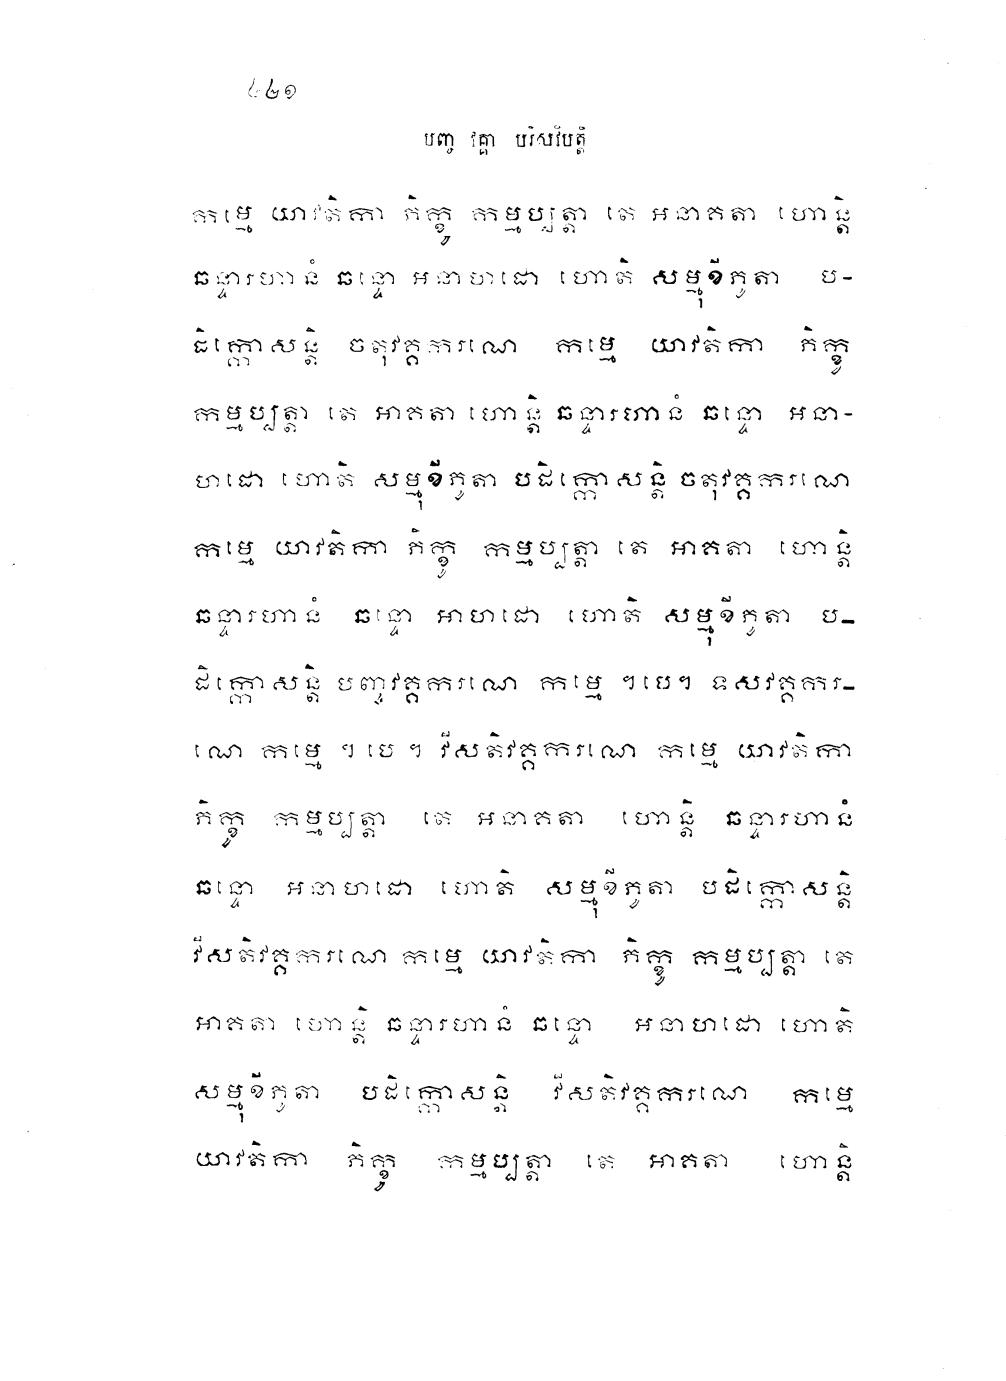 ៤៤១
បញ្ច វគ្គា បរិសវិបត្តិ
កម្មេ យាវតិកា ភិក្ខូ កម្មប្បត្តា តេ អនាគតា ហោន្តិ
ឆន្ទារហានំ ឆន្ទោ អនាហដោ ហោតិ សម្មុខីភូតា ប-
ដិក្កោសន្តិ ចតុវគ្គករណេ កម្មេ យាវតិកា ភិក្ខូ
កម្មប្បត្តា តេ អាគតា ហោន្តិ ឆន្ទារហានំ ឆន្ទោ អនា-
ហដោ ហោតិ សម្មុខីភូតា បដិក្កោសន្តិ ចតុវគ្គករណេ
កម្មេ យាវតិកា ភិក្ខូ កម្មប្បត្តា តេ អាគតា ហោន្តិ
ឆន្ទារហានំ ឆន្ទោ អាហដោ ហោតិ សម្មុខីភូតា ប-
ដិក្កោសន្តិ បញ្ចវគ្គករណេ កម្មេ ។បេ។ ទសវគ្គករ-
ណេ កម្មេ ។ បេ ។ វីសតិវគ្គករណេ កម្មេ យាវតិកា
ភិក្ខូ កម្មប្បត្តា តេ អនាគតា ហោន្តិ ឆន្ទារហានំ
ឆន្ទោ អនាហដោ ហោតិ សម្មុខីភូតា បដិក្កោសន្តិ
វីសតិវគ្គករណេ កម្មេ យាវតិកា ភិក្ខូ កម្មប្បត្តា តេ
អាគតា ហោន្តិ ឆន្ទារហានំ ឆន្ទោ អនាហដោ ហោតិ
សម្មុខីភូតា បដិក្កោសន្តិ វីសតិវគ្គករណេ កម្មេ
យាវតិកា ភិក្ខូ កម្មប្បត្តា តេ អាគតា ហោន្តិ